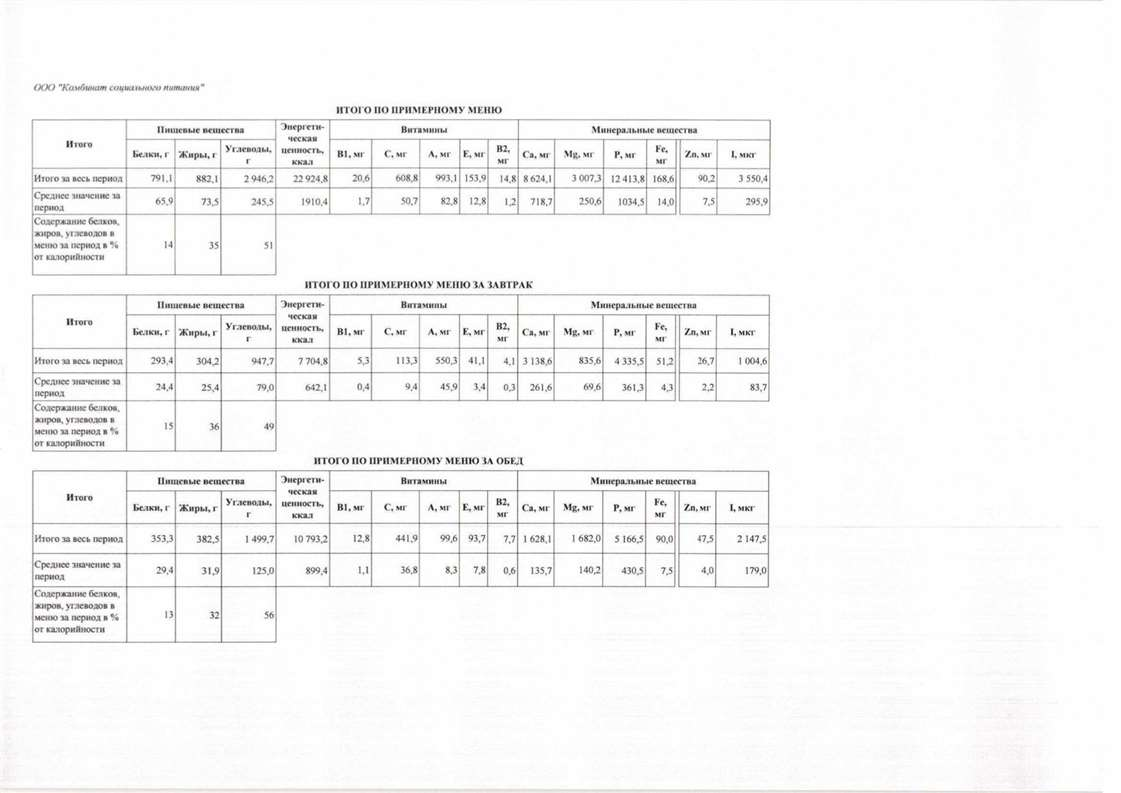 ООО "Комбинат социального питания"
ИТОГО ПО ПРИМЕРНОМУ МЕНЮ
Итого Пищевые вещества Энергети-ческая ценность, ккал Витамины Минеральные вещества
Белки, г Жиры, г Углеводы, г B1, мг C, мг A, мг E, мг B2, мг Ca, мг Mg, мг P, мг Fe, мг Zn, мг I, мкг
Итого за весь период 791,1 882,1 2 946,2 22 924,8 20,6 608,8 993,1 153,9 14,8 8 624,1 3 007,3 12 413,8 168,6 90,2 3 550,4
Среднее значение за период 65,9 73,5 245,5 1910,4 1,7 50,7 82,8 12,8 1,2 718,7 250,6 1034,5 14,0 7,5 295,9
Содержание белков,
жиров, углеводов в
меню за период в % 14 35 51
от калорийности
ИТОГО ПО ПРИМЕРНОМУ МЕНЮ ЗА ЗАВТРАК
Итого Пищевые вещества Энергети-ческая ценность, ккал Витамины Минеральные вещества
Белки, г Жиры, г Углеводы, г B1, мг C, мг A, мг E, мг B2, мг Ca, мг Mg, мг P, мг Fe, мг Zn, мг I, мкг
Итого за весь период 293,4 304,2 947,7 7 704,8 5,3 113,3 550,3 41,1 4,1 3 138,6 835,6 4 335,5 51,2 26,7 1 004,6
Среднее значение за период 24,4 25,4 79,0 642,1 0,4 9,4 45,9 3,4 0,3 261,6 69,6 361,3 4,3 2,2 83,7
Содержание белков,
жиров, углеводов в
меню за период в % 15 36 49
от калорийности
ИТОГО ПО ПРИМЕРНОМУ МЕНЮ ЗА ОБЕД
Итого Пищевые вещества Энергети-ческая ценность, ккал Витамины Минеральные вещества
Белки, г Жиры, г Углеводы, г B1, мг C, мг A, мг E, мг B2, мг Ca, мг Mg, мг P, мг Fe, мг Zn, мг I, мкг
Итого за весь период 353,3 382,5 1 499,7 10 793,2 12,8 441,9 99,6 93,7 7,7 1 628,1 1 682,0 5 166,5 90,0 47,5 2 147,5
Среднее значение за период 29,4 31,9 125,0 899,4 1,1 36,8 8,3 7,8 0,6 135,7 140,2 430,5 7,5 4,0 179,0
Содержание белков,
жиров, углеводов в
меню за период в % 13 32 56
от калорийности